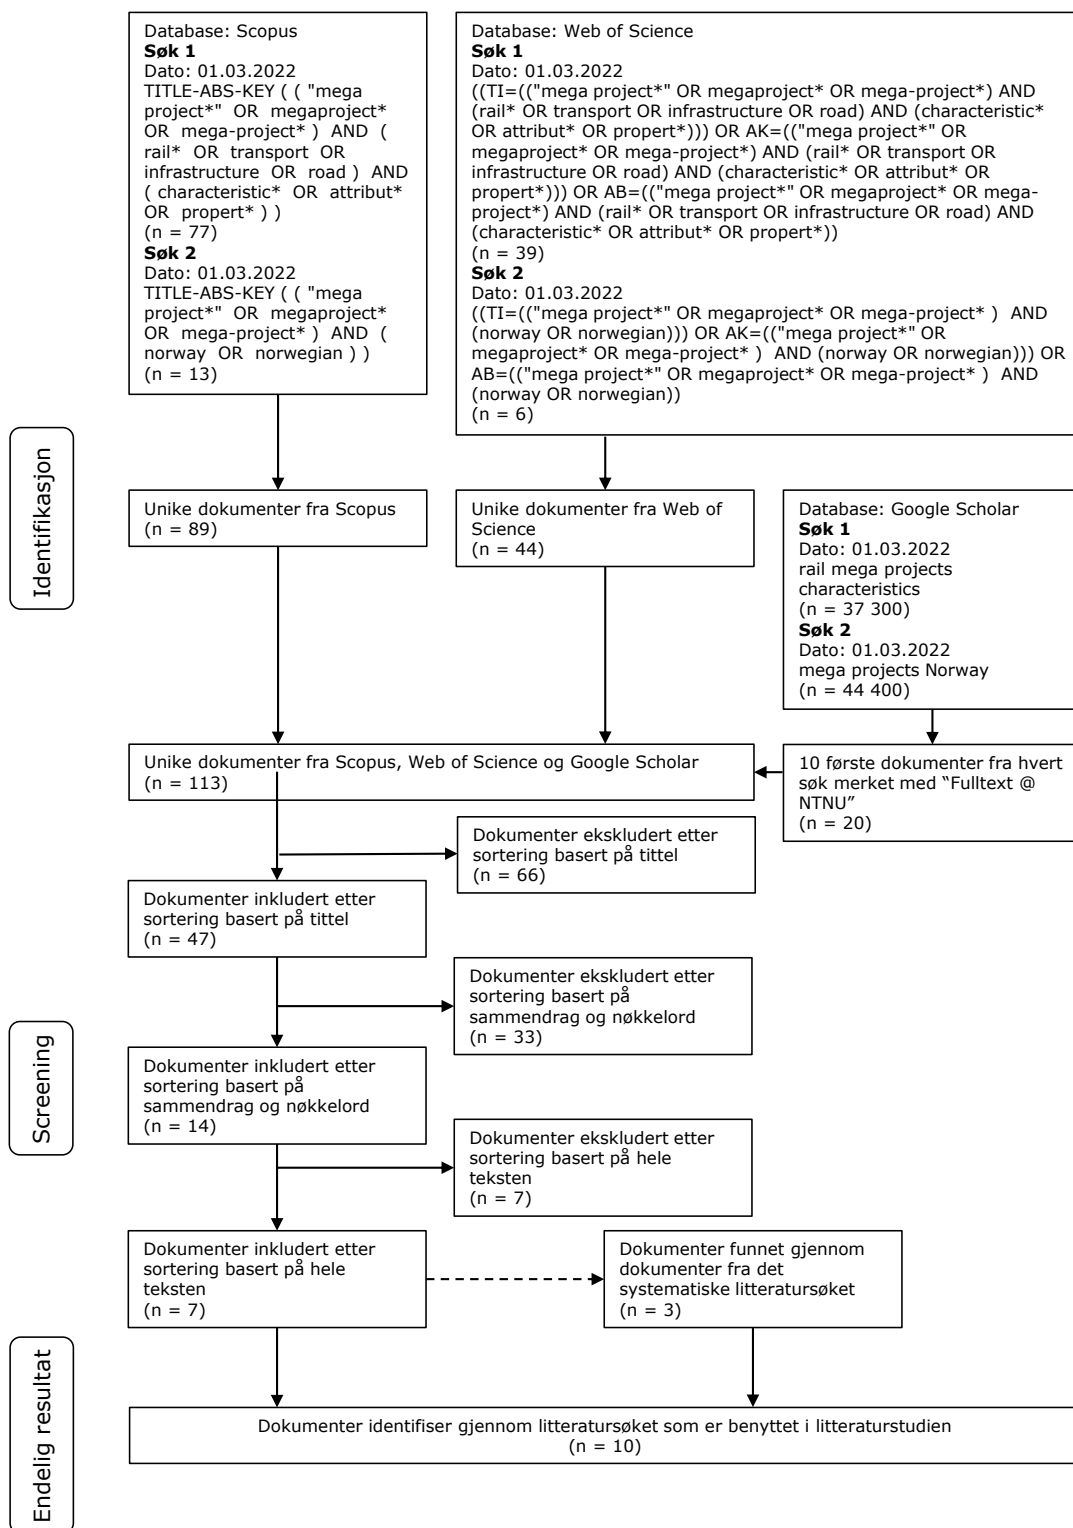 Database: Scopus
Søk 1
Dato: 01.03.2022
TITLE-ABS-KEY ( ( "mega
project*" OR megaproject*
OR mega-project* ) AND (
rail* OR transport OR
infrastructure OR road ) AND
( characteristic* OR attribut*
OR propert* ) )
(n = 77)
Søk 2
Dato: 01.03.2022
TITLE-ABS-KEY ( ( "mega
project*" OR megaproject*
OR mega-project* ) AND (
norway OR norwegian ) )
(n = 13)
Database: Web of Science
Søk 1
Dato: 01.03.2022
((TI=(("mega project*" OR megaproject* OR mega-project*) AND
(rail* OR transport OR infrastructure OR road) AND (characteristic*
OR attribut* OR propert*))) OR AK=(("mega project*" OR
megaproject* OR mega-project*) AND (rail* OR transport OR
infrastructure OR road) AND (characteristic* OR attribut* OR
propert*))) OR AB=(("mega project*" OR megaproject* OR mega-
project*) AND (rail* OR transport OR infrastructure OR road) AND
(characteristic* OR attribut* OR propert*))
(n = 39)
Søk 2
Dato: 01.03.2022
((TI=(("mega project*" OR megaproject* OR mega-project* ) AND
(norway OR norwegian))) OR AK=(("mega project*" OR
megaproject* OR mega-project* ) AND (norway OR norwegian))) OR
AB=(("mega project*" OR megaproject* OR mega-project* ) AND
(norway OR norwegian))
(n = 6)
Identifikasjon
Unike dokumenter fra Scopus
(n = 89)
Unike dokumenter fra Web of
Science
(n = 44)
Database: Google Scholar
Søk 1
Dato: 01.03.2022
rail mega projects
characteristics
(n = 37 300)
Søk 2
Dato: 01.03.2022
mega projects Norway
(n = 44 400)
Unike dokumenter fra Scopus, Web of Science og Google Scholar
(n = 113)
10 første dokumenter fra hvert
søk merket med “Fulltext @
NTNU”
(n = 20)
Dokumenter ekskludert etter
sortering basert på tittel
(n = 66)
Dokumenter inkludert etter
sortering basert på tittel
(n = 47)
Dokumenter ekskludert etter
sortering basert på
sammendrag og nøkkelord
(n = 33)
Screening
Dokumenter inkludert etter
sortering basert på
sammendrag og nøkkelord
(n = 14)
Dokumenter ekskludert etter
sortering basert på hele
teksten
(n = 7)
Dokumenter inkludert etter
sortering basert på hele
teksten
(n = 7)
Dokumenter funnet gjennom
dokumenter fra det
systematiske litteratursøket
(n = 3)
Endelig resultat
Dokumenter identifiser gjennom litteratursøket som er benyttet i litteraturstudien
(n = 10)